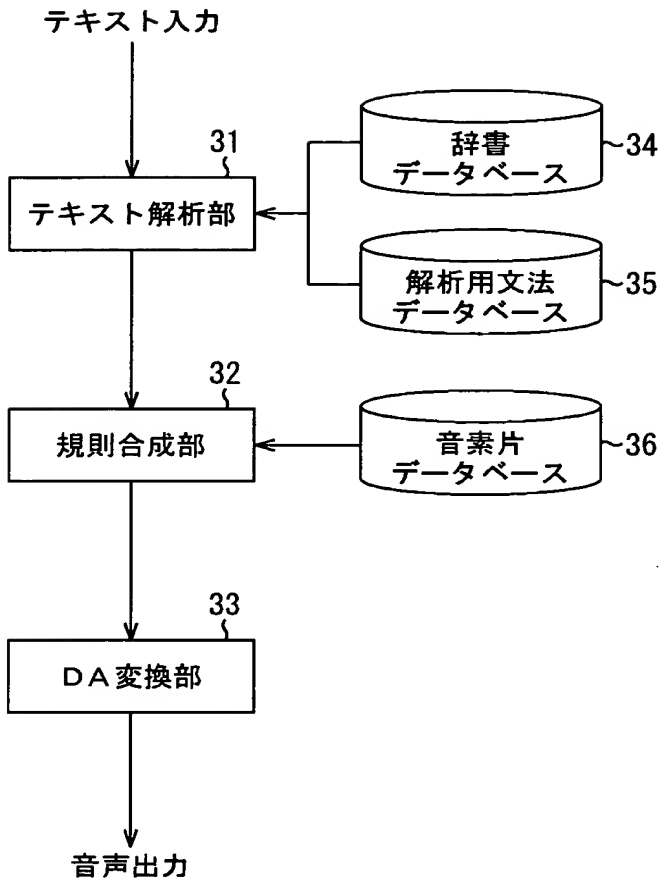 テキスト入力
31
テキスト解析部
辞書
データベース
34
解析用文法
データベース
35
32
規則合成部
音素片
データベース
36
33
DA変換部
音声出力